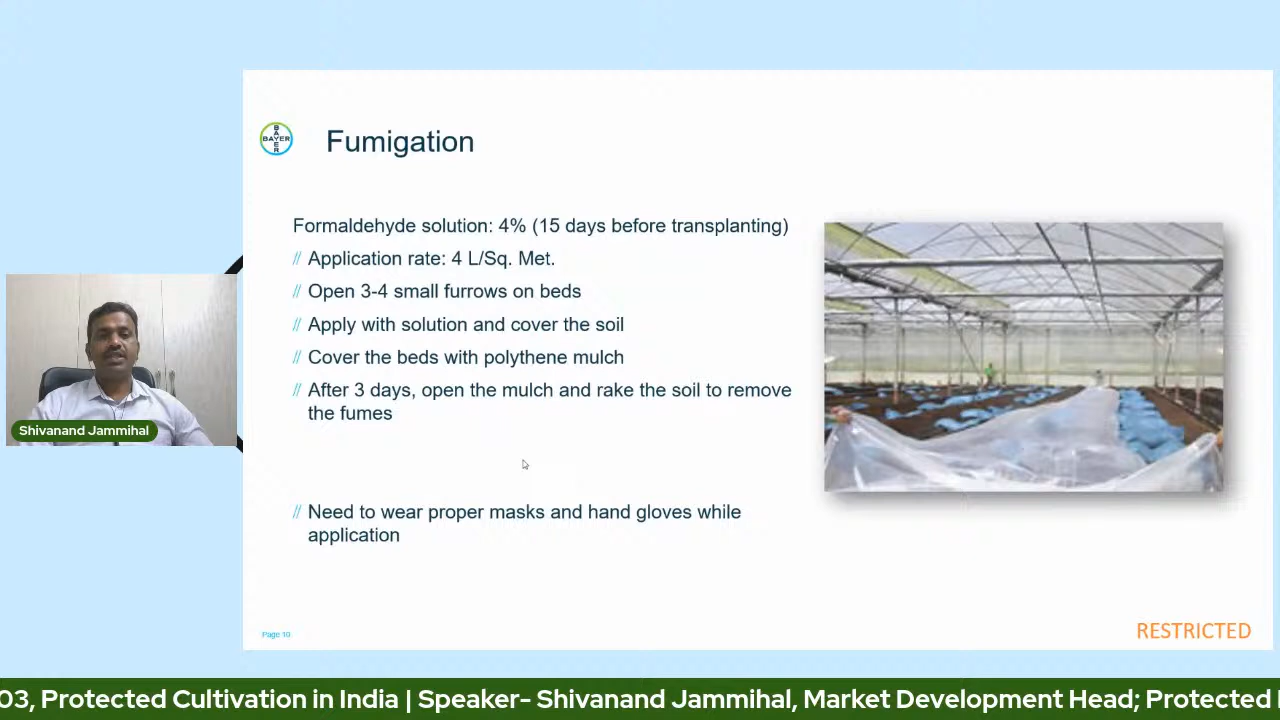 BAYER
BAYER
Fumigation
Formaldehyde solution: 4% (15 days before transplanting)
// Application rate: 4 L/Sq. Met.
// Open 3-4 small furrows on beds
// Apply with solution and cover the soil
// Cover the beds with polythene mulch
// After 3 days, open the mulch and rake the soil to remove
the fumes
Shivanand Jammihal
// Need to wear proper masks and hand gloves while
application
Page 10
RESTRICTED
03, Protected Cultivation in India | Speaker- Shivanand Jammihal, Market Development Head; Protected